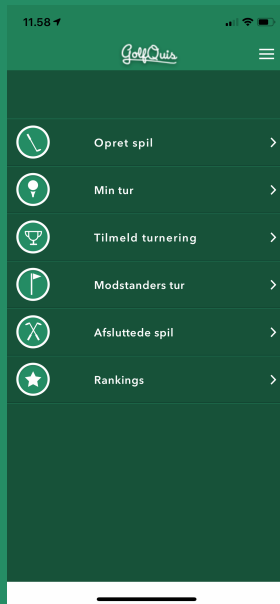 11.58
GolfQuis
Opret spil
Min tur
Tilmeld turnering
Modstanders tur
Afsluttede spil
Rankings